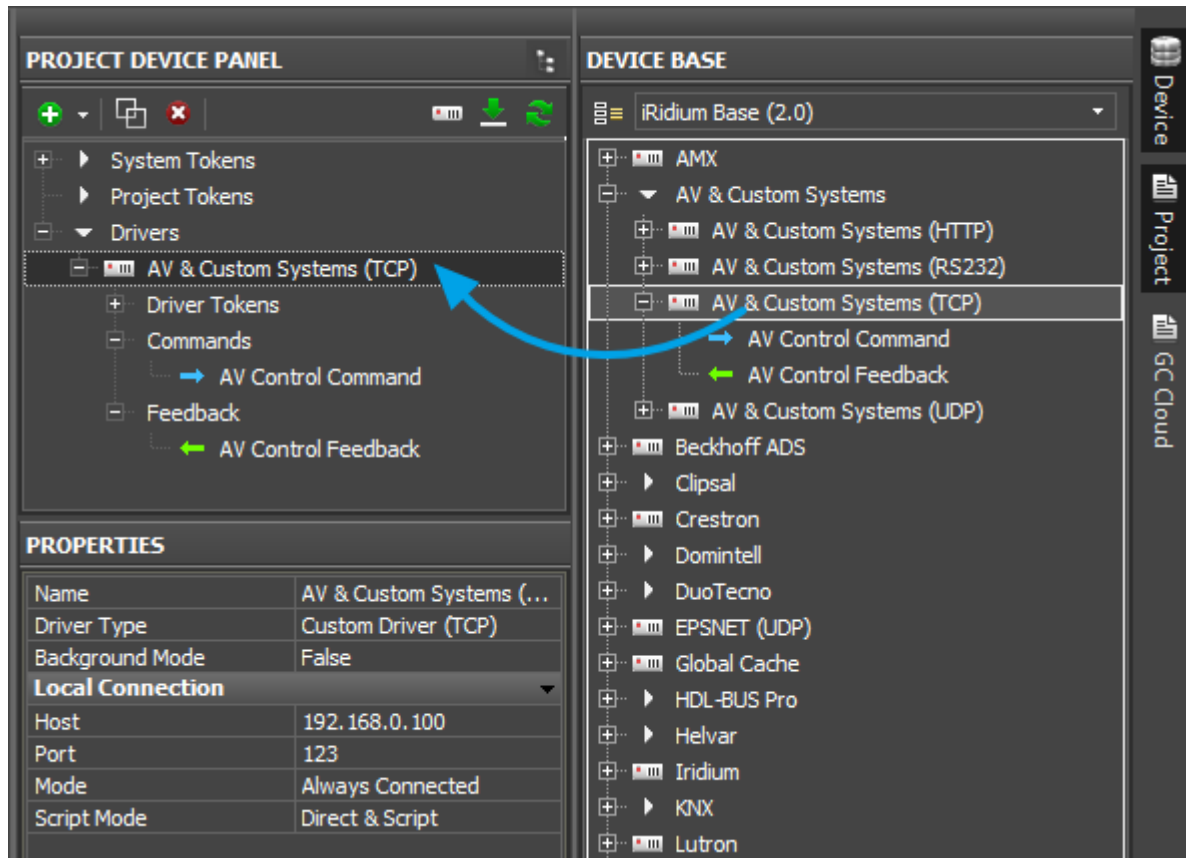 PROJECT DEVICE PANEL
System Tokens
Project Tokens
Drivers
AV & Custom Systems (TCP)
Driver Tokens
Commands
AV Control Command
Feedback
AV Control Feedback
PROPERTIES
Name AV & Custom Systems (...
Driver Type Custom Driver (TCP)
Background Mode False
Local Connection
Host 192.168.0.100
Port 123
Mode Always Connected
Script Mode Direct & Script
DEVICE BASE
iRidium Base (2.0)
AMX
AV & Custom Systems
AV & Custom Systems (HTTP)
AV & Custom Systems (RS232)
AV & Custom Systems (TCP)
AV Control Command
AV Control Feedback
AV & Custom Systems (UDP)
Beckhoff ADS
Clipsal
Crestron
Domintell
DuoTecno
EPSNET (UDP)
Global Cache
HDL-BUS Pro
Helvar
Iridium
KNX
Lutron
Device
Project
GC Cloud